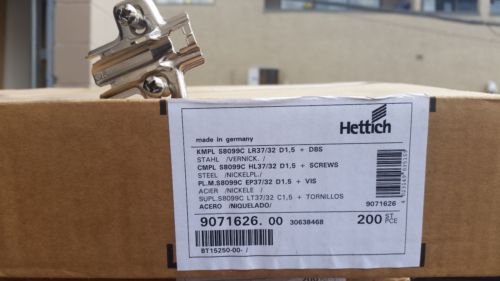 Hettich
made in germany
KMPL S8099C LR37/32 D1,5 + DBS
STAHL /VERNICK. /
CMPL S8099C HL37/32 D1,5 + SCREWS
STEEL /NICKELPL./
PL.M.S8099C EP37/32 D1,5 + VIS
ACIER /NICKELE /
SUPL.S8099C LT37/32 C1,5 + TORNILLOS
ACERO /NIQUELADO/
9071626
9071626. 00 30638468 200 ST
PCE
BT15250-00- /